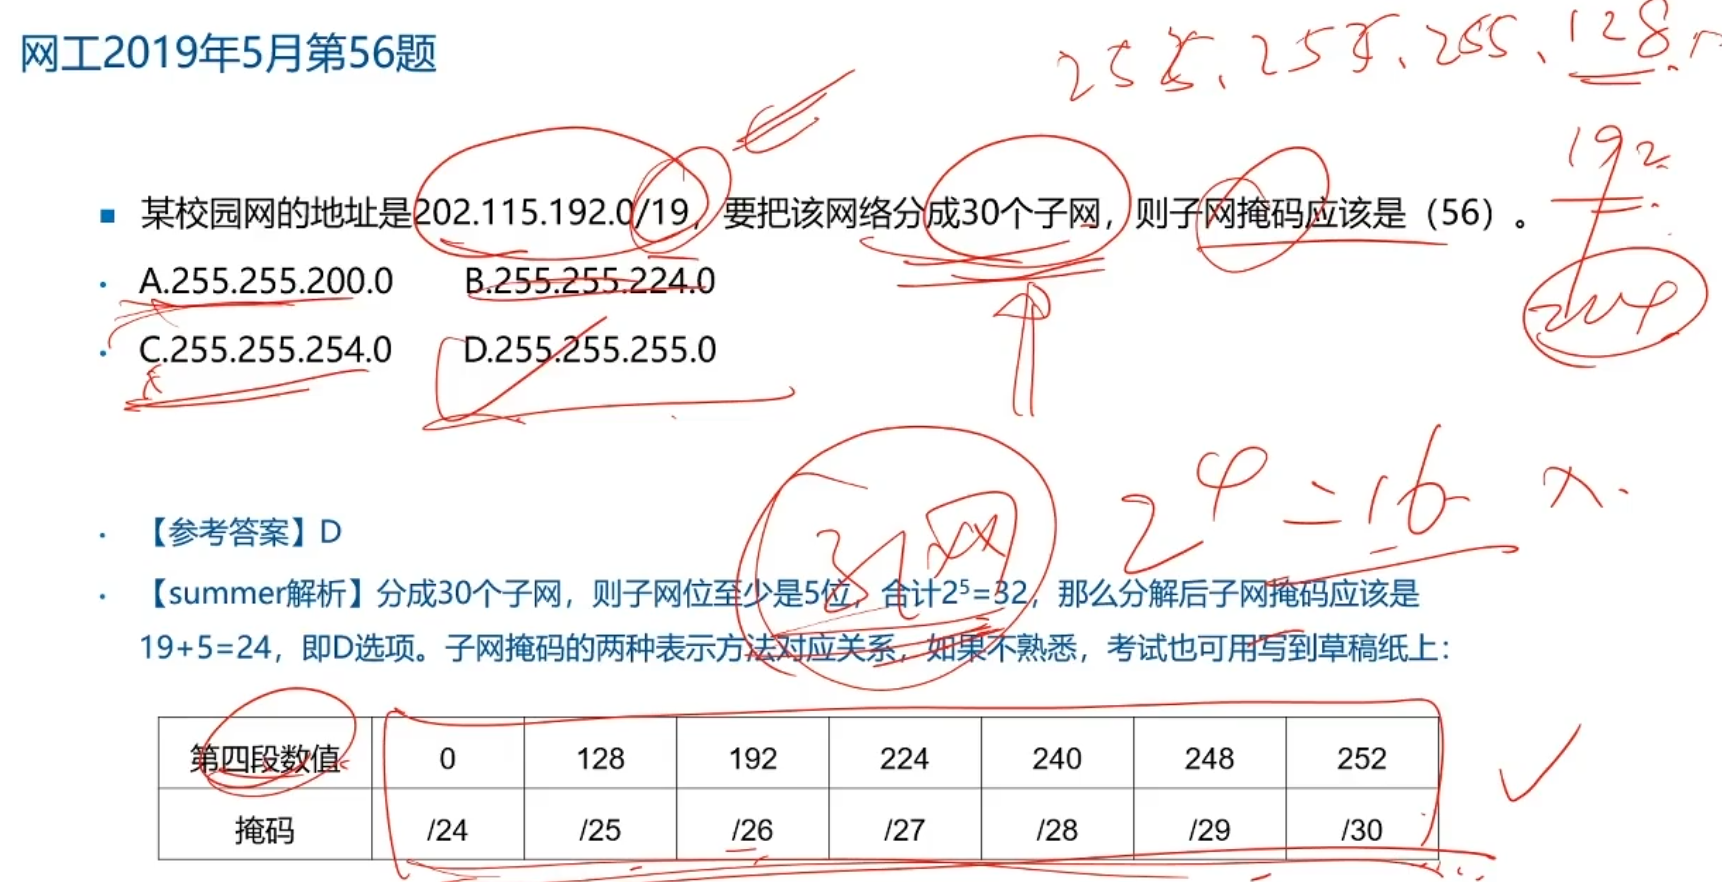 网工2019年5月第56题
255.255.255.128.
192
某校园网的地址是202.115.192.0/19，要把该网络分成30个子网，则子网掩码应该是（56）。
224
A.255.255.200.0 B.255.255.224.0
C.255.255.254.0 D.255.255.255.0
2⁴=16 ×.
【参考答案】D
【summer解析】分成30个子网，则子网位至少是5位，合计2⁵=32，那么分解后子网掩码应该是
19+5=24，即D选项。子网掩码的两种表示方法对应关系，如果不熟悉，考试也可用写到草稿纸上：
第四段数值 0 128 192 224 240 248 252
掩码 /24 /25 /26 /27 /28 /29 /30